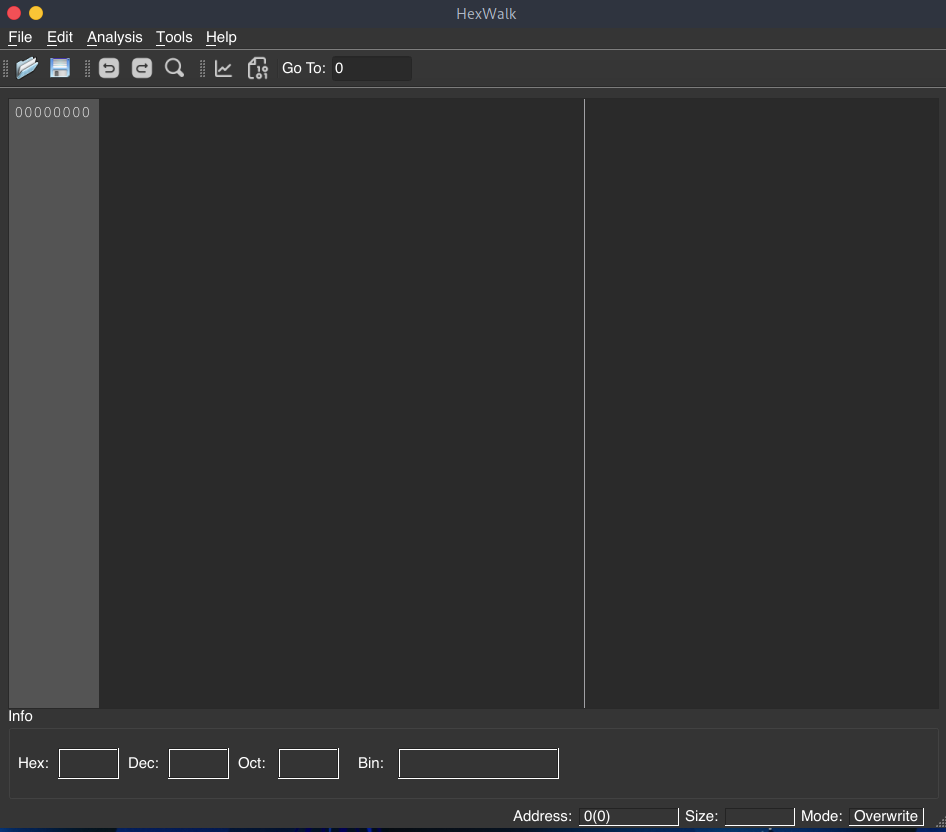 HexWalk
File Edit Analysis Tools Help
Go To: 0
00000000
Info
Hex: Dec: Oct: Bin:
Address: 0(0) Size: Mode: Overwrite